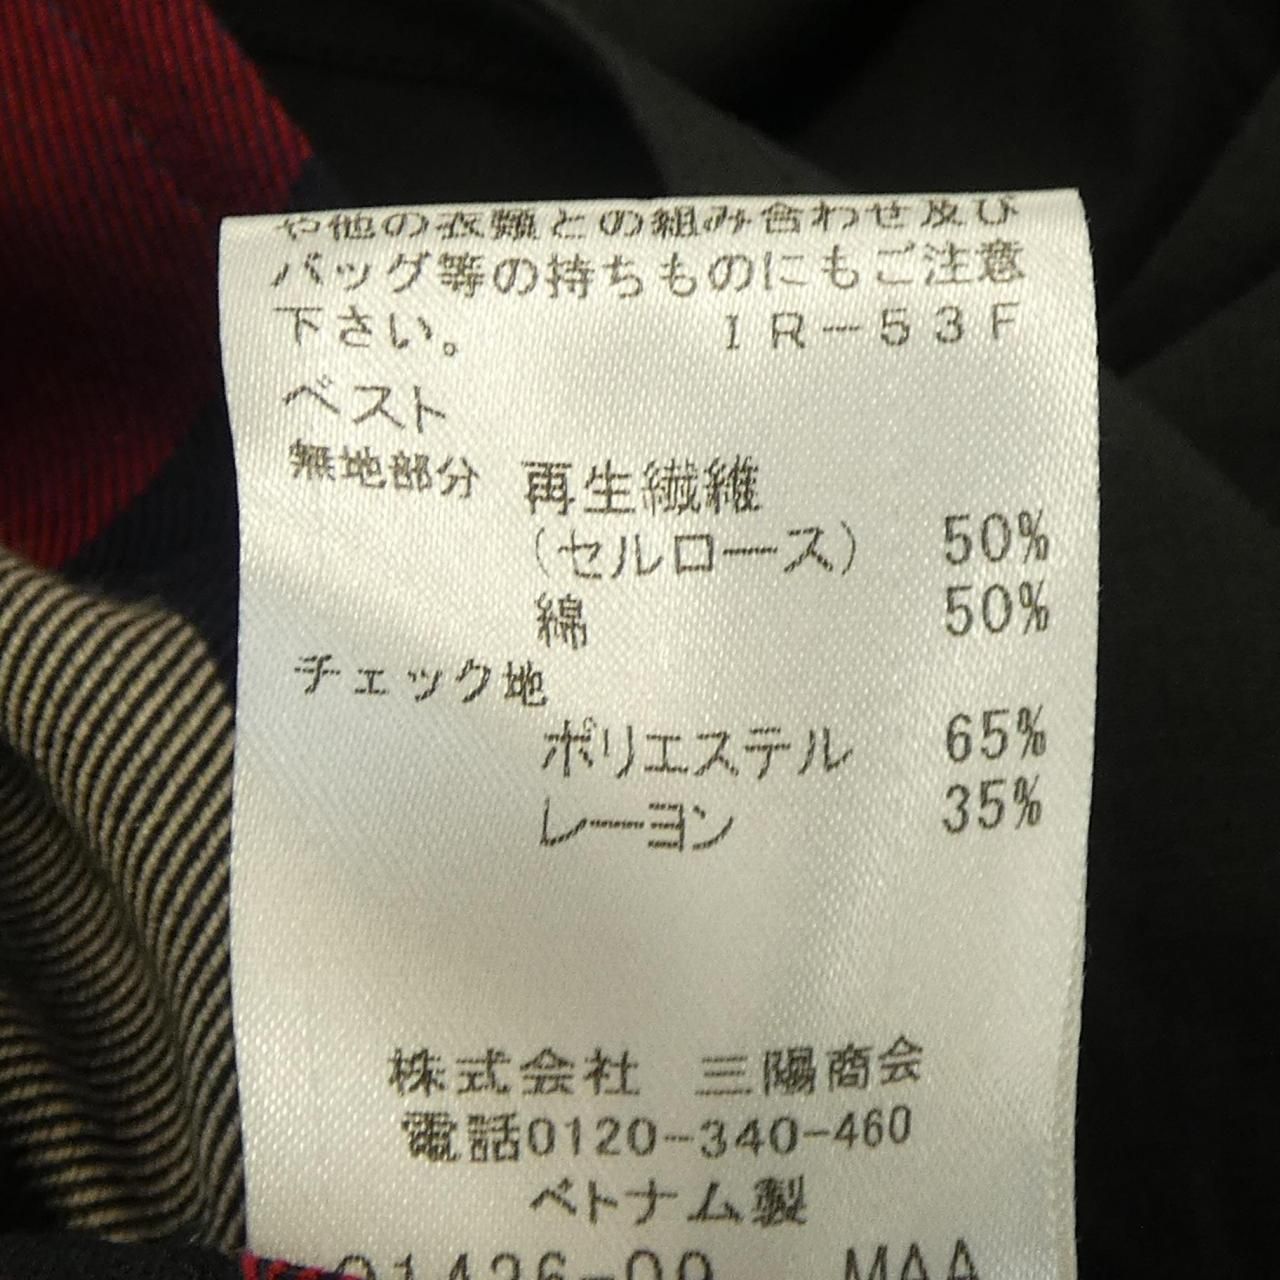 や他の衣類との組み合わせ及び
バッグ等の持ちものにもご注意
下さい。 IR-53F
ベスト
無地部分 再生繊維
(セルロース) 50%
綿 50%
チェック地
ポリエステル 65%
レーヨン 35%
株式会社 三陽商会
電話0120-340-460
ベトナム製
01436-09 MAA